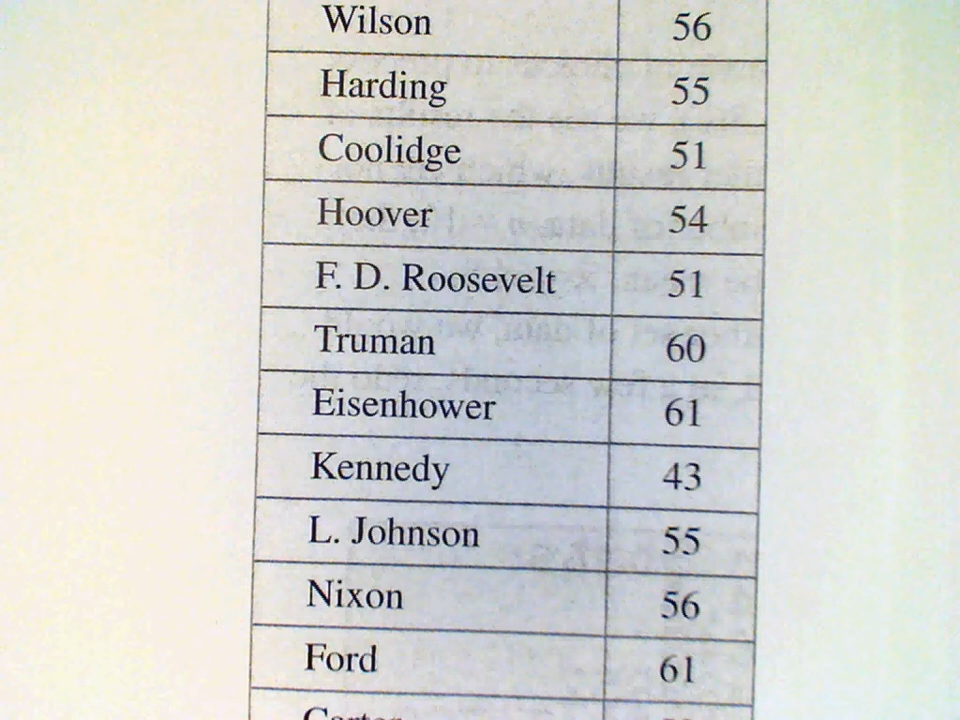 Wilson 56
Harding 55
Coolidge 51
Hoover 54
F. D. Roosevelt 51
Truman 60
Eisenhower 61
Kennedy 43
L. Johnson 55
Nixon 56
Ford 61